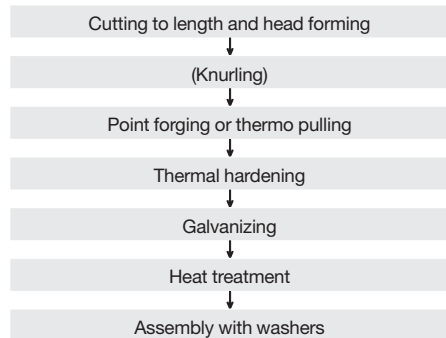 Cutting to length and head forming
(Knurling)
Point forging or thermo pulling
Thermal hardening
Galvanizing
Heat treatment
Assembly with washers